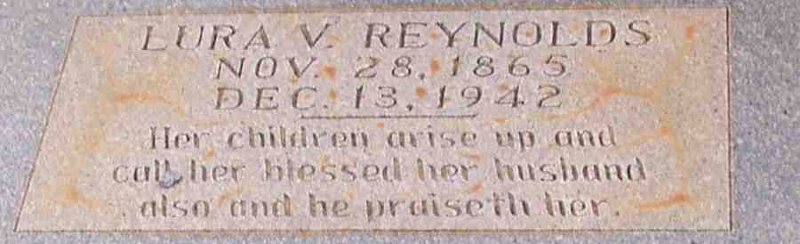 LURA V. REYNOLDS
NOV. 28, 1865
DEC. 13, 1942
Her children arise up and
call her blessed her husband
also and he praiseth her.